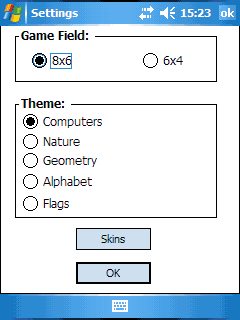 Settings 15:23 ok
Game Field:
8x6 6x4
Theme:
Computers
Nature
Geometry
Alphabet
Flags
Skins
OK